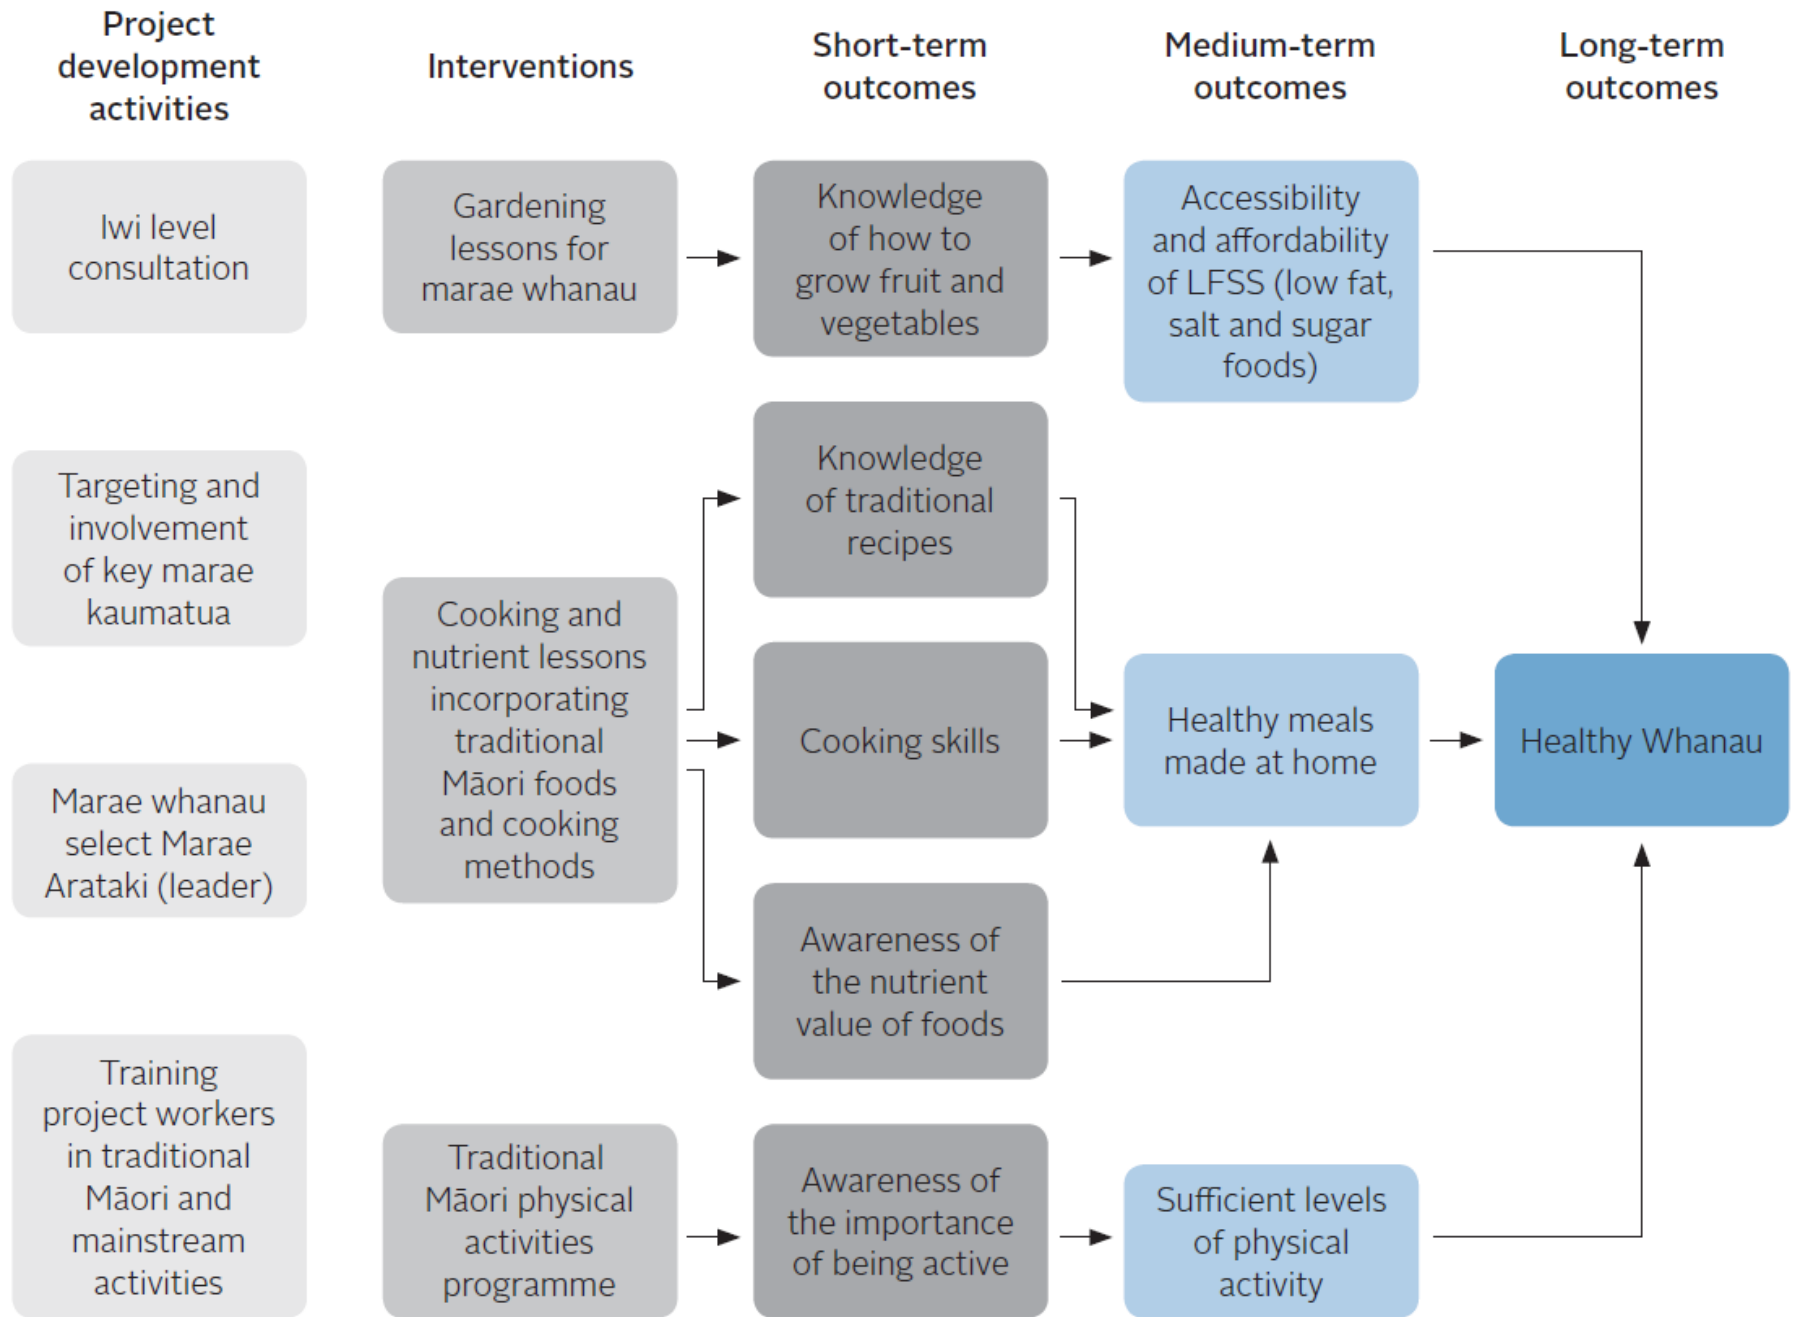 Project
development
activities
Interventions
Short-term
outcomes
Medium-term
outcomes
Long-term
outcomes
Iwi level
consultation
Targeting and
involvement
of key marae
kaumatua
Marae whanau
select Marae
Arataki (leader)
Training
project workers
in traditional
Māori and
mainstream
activities
Gardening
lessons for
marae whanau
Cooking and
nutrient lessons
incorporating
traditional
Māori foods
and cooking
methods
Traditional
Māori physical
activities
programme
Knowledge
of how to
grow fruit and
vegetables
Knowledge
of traditional
recipes
Cooking skills
Awareness of
the nutrient
value of foods
Awareness of
the importance
of being active
Accessibility
and affordability
of LFSS (low fat,
salt and sugar
foods)
Healthy meals
made at home
Sufficient levels
of physical
activity
Healthy Whanau